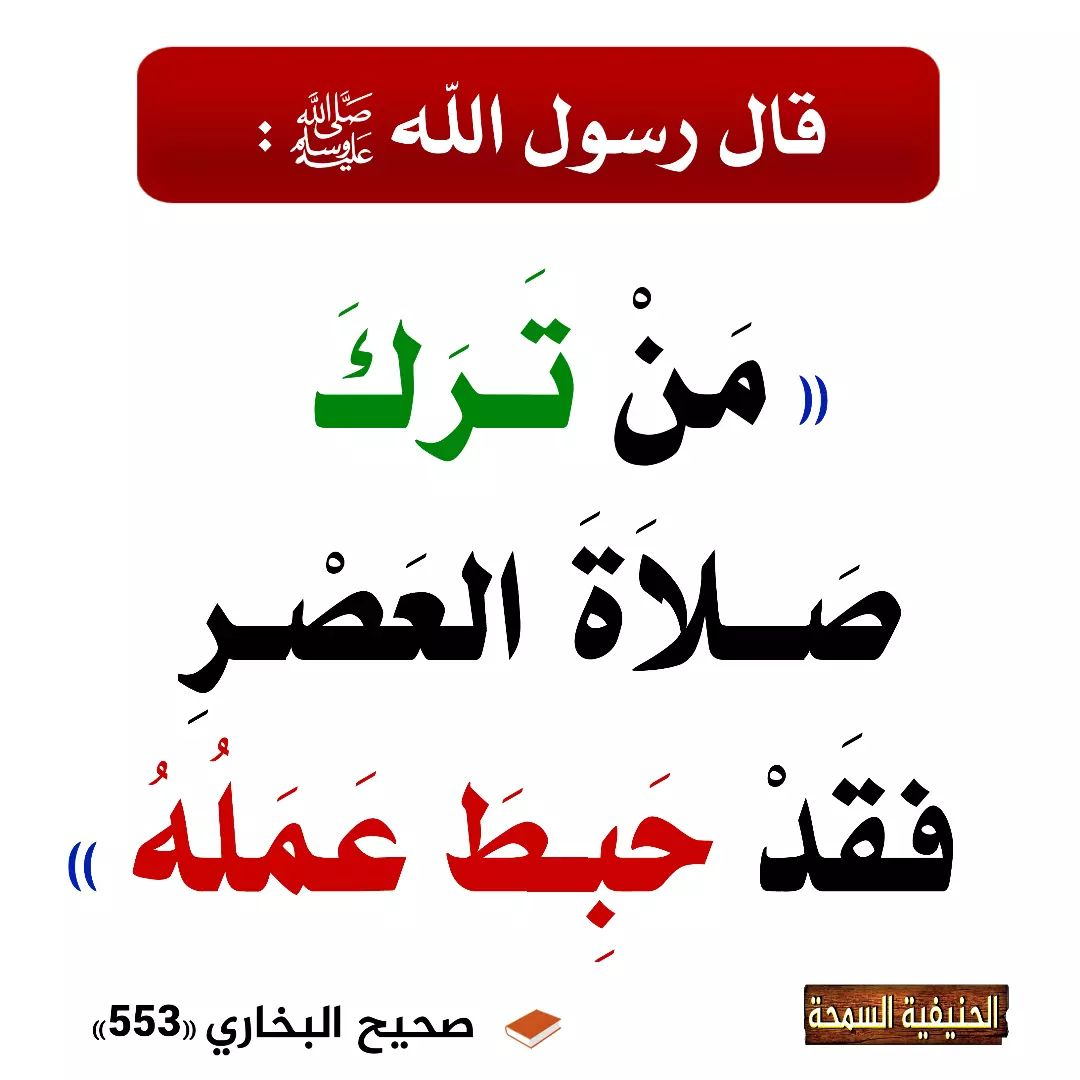 قال رسول الله ﷺ :
(( مَنْ تَرَكَ
صَلاَةَ العَصْرِ
فَقَدْ حَبِطَ عَمَلُهُ ))
صحيح البخاري ((553))
الحنيفية السمحة